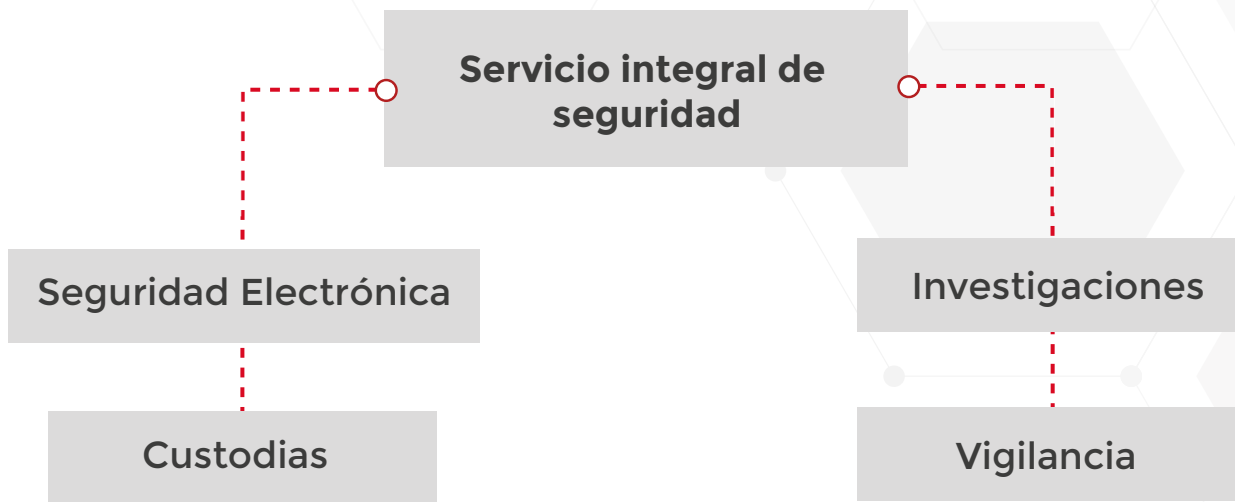 Servicio integral de
seguridad
Seguridad Electrónica
Investigaciones
Custodias
Vigilancia